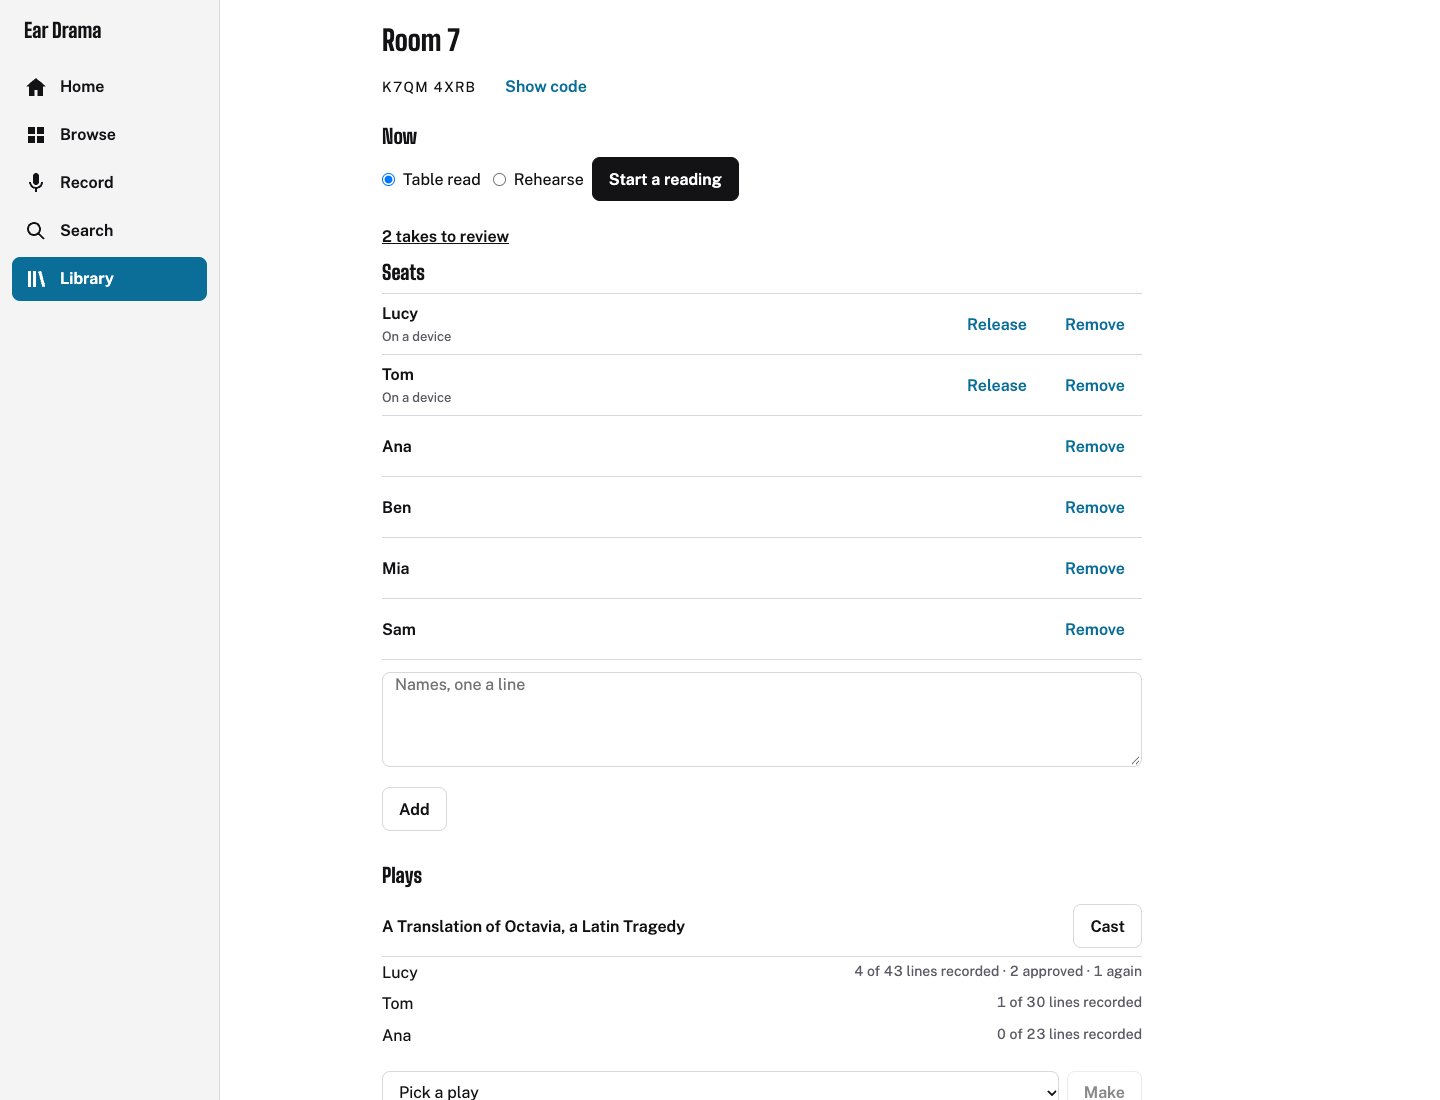 Ear Drama
Home
Browse
Record
Search
Library
Room 7
K7QM 4XRB Show code
Now
Table read Rehearse Start a reading
2 takes to review
Seats
Lucy
On a device
Release Remove
Tom
On a device
Release Remove
Ana Remove
Ben Remove
Mia Remove
Sam Remove
Names, one a line
Add
Plays
A Translation of Octavia, a Latin Tragedy Cast
Lucy 4 of 43 lines recorded · 2 approved · 1 again
Tom 1 of 30 lines recorded
Ana 0 of 23 lines recorded
Pick a play Make